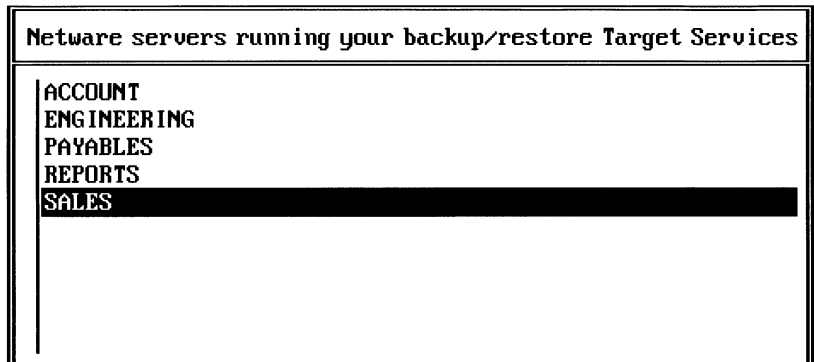 Netware servers running your backup/restore Target Services
ACCOUNT
ENGINEERING
PAYABLES
REPORTS
SALES